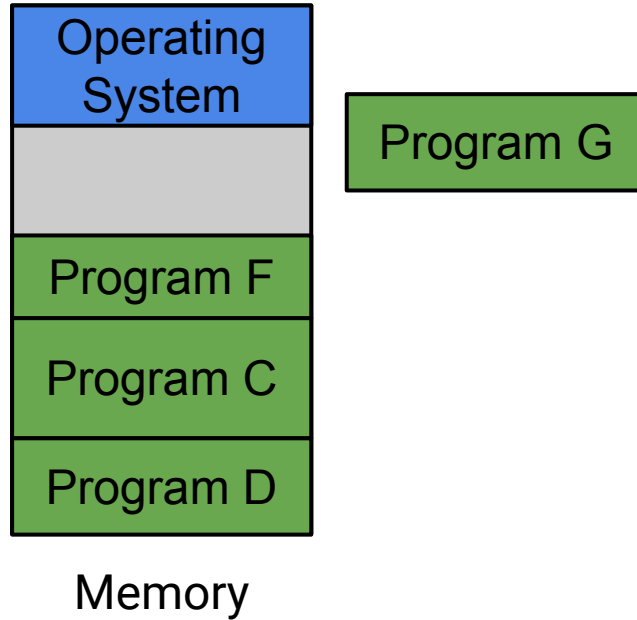 Operating
System
Program G
Program F
Program C
Program D
Memory